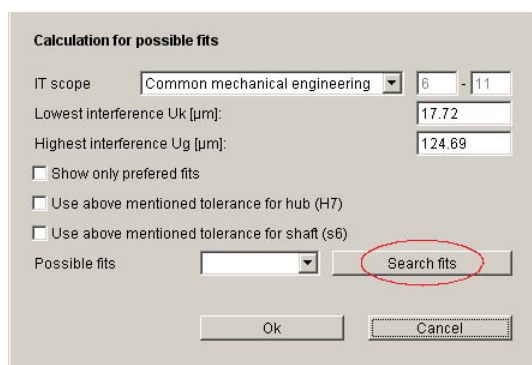 Calculation for possible fits
IT scope Common mechanical engineering 6 - 11
Lowest interference Uk [µm]: 17.72
Highest interference Ug [µm]: 124.69
Show only prefered fits
Use above mentioned tolerance for hub (H7)
Use above mentioned tolerance for shaft (s6)
Possible fits Search fits
Ok Cancel